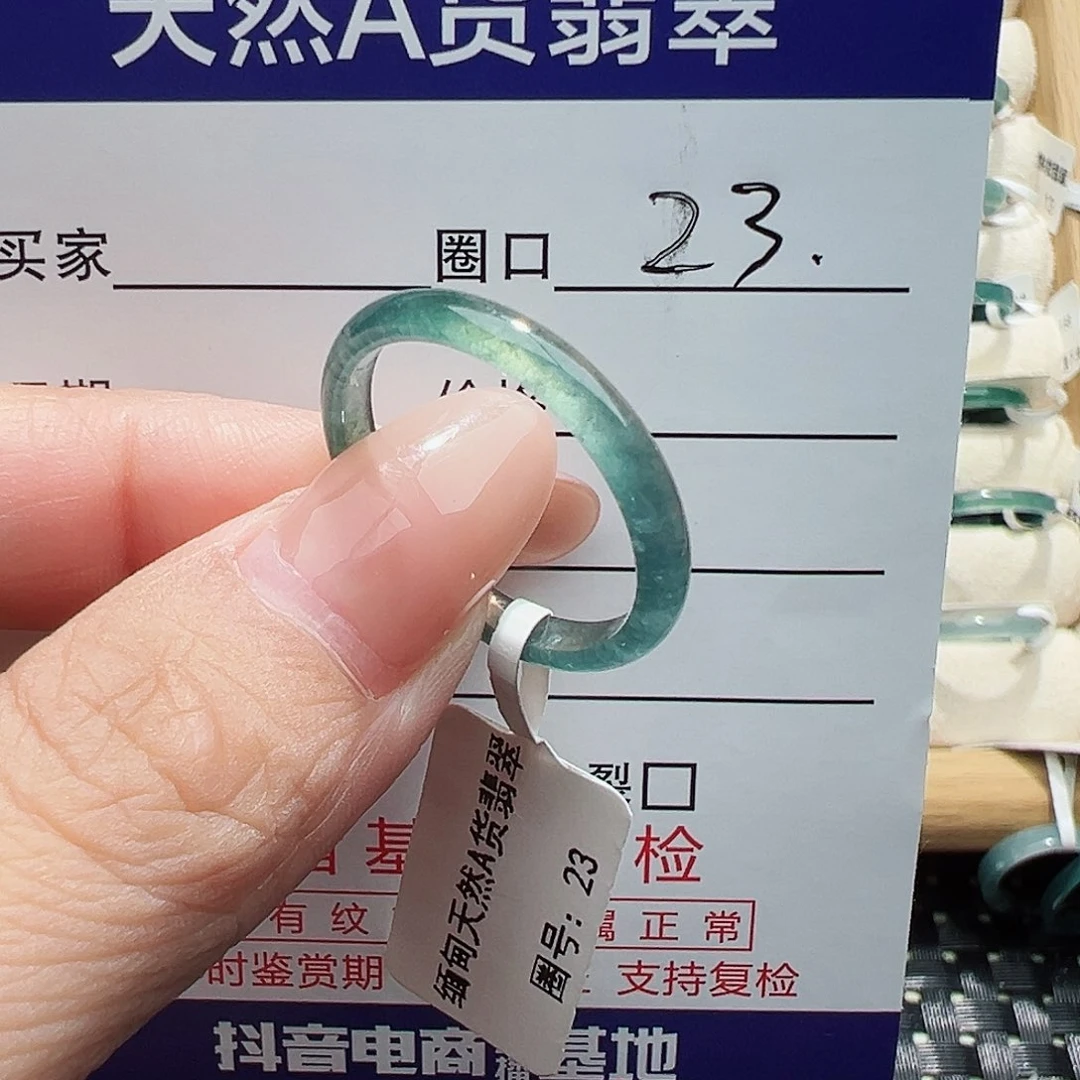 天然A货翡翠
买家 圈口 23.
裂口
基 检
有纹 属正常
时鉴赏期 支持复检
抖音电商 播基地
缅甸天然A货翡翠
圈号：23